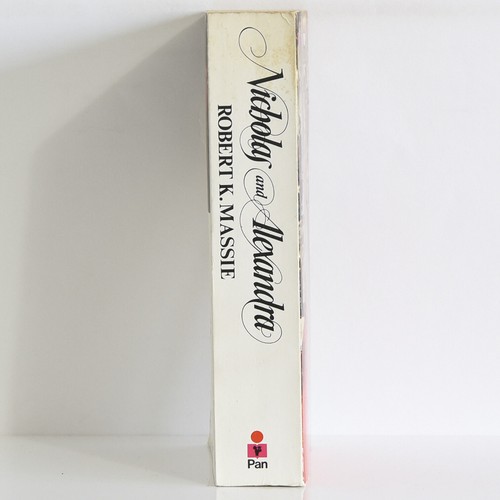 Nicholas and Alexandra
ROBERT K. MASSIE
Pan